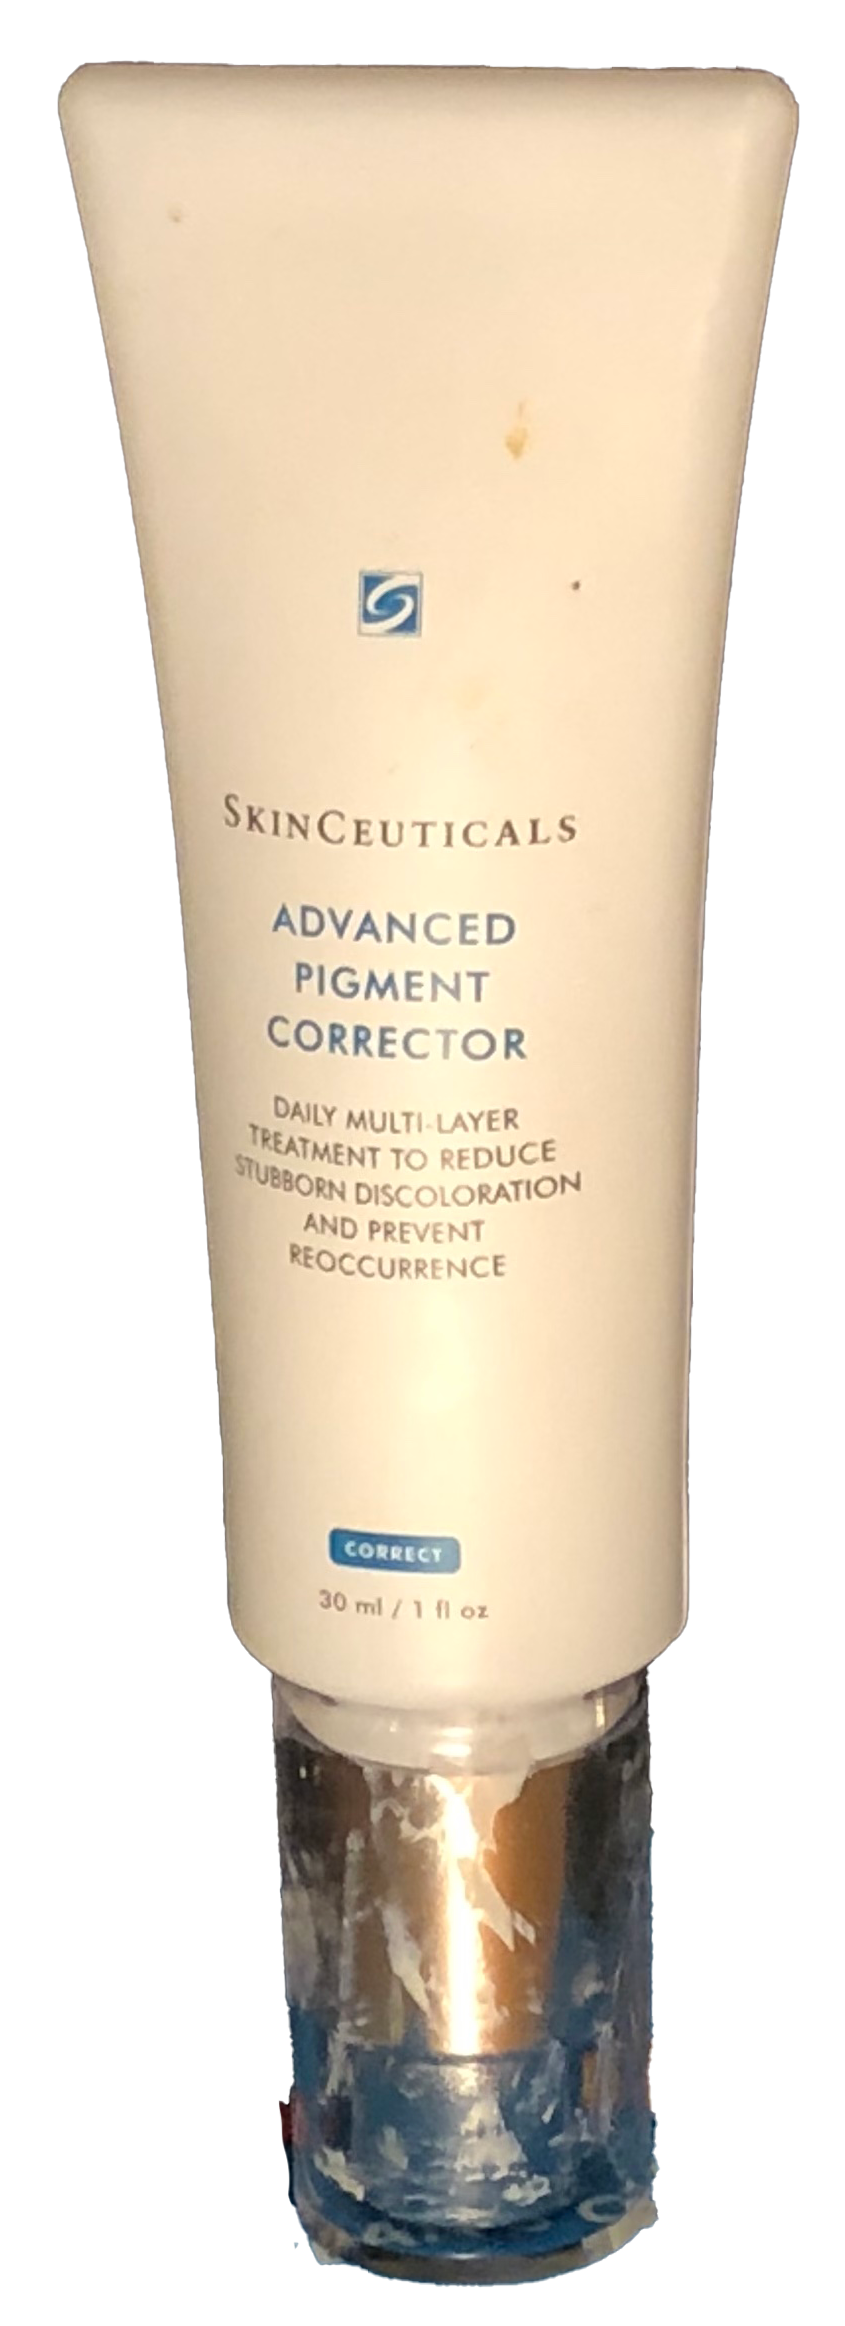 SKINCEUTICALS
ADVANCED
PIGMENT
CORRECTOR
DAILY MULTI-LAYER
TREATMENT TO REDUCE
STUBBORN DISCOLORATION
AND PREVENT
REOCCURRENCE
CORRECT
30 ml / 1 fl oz